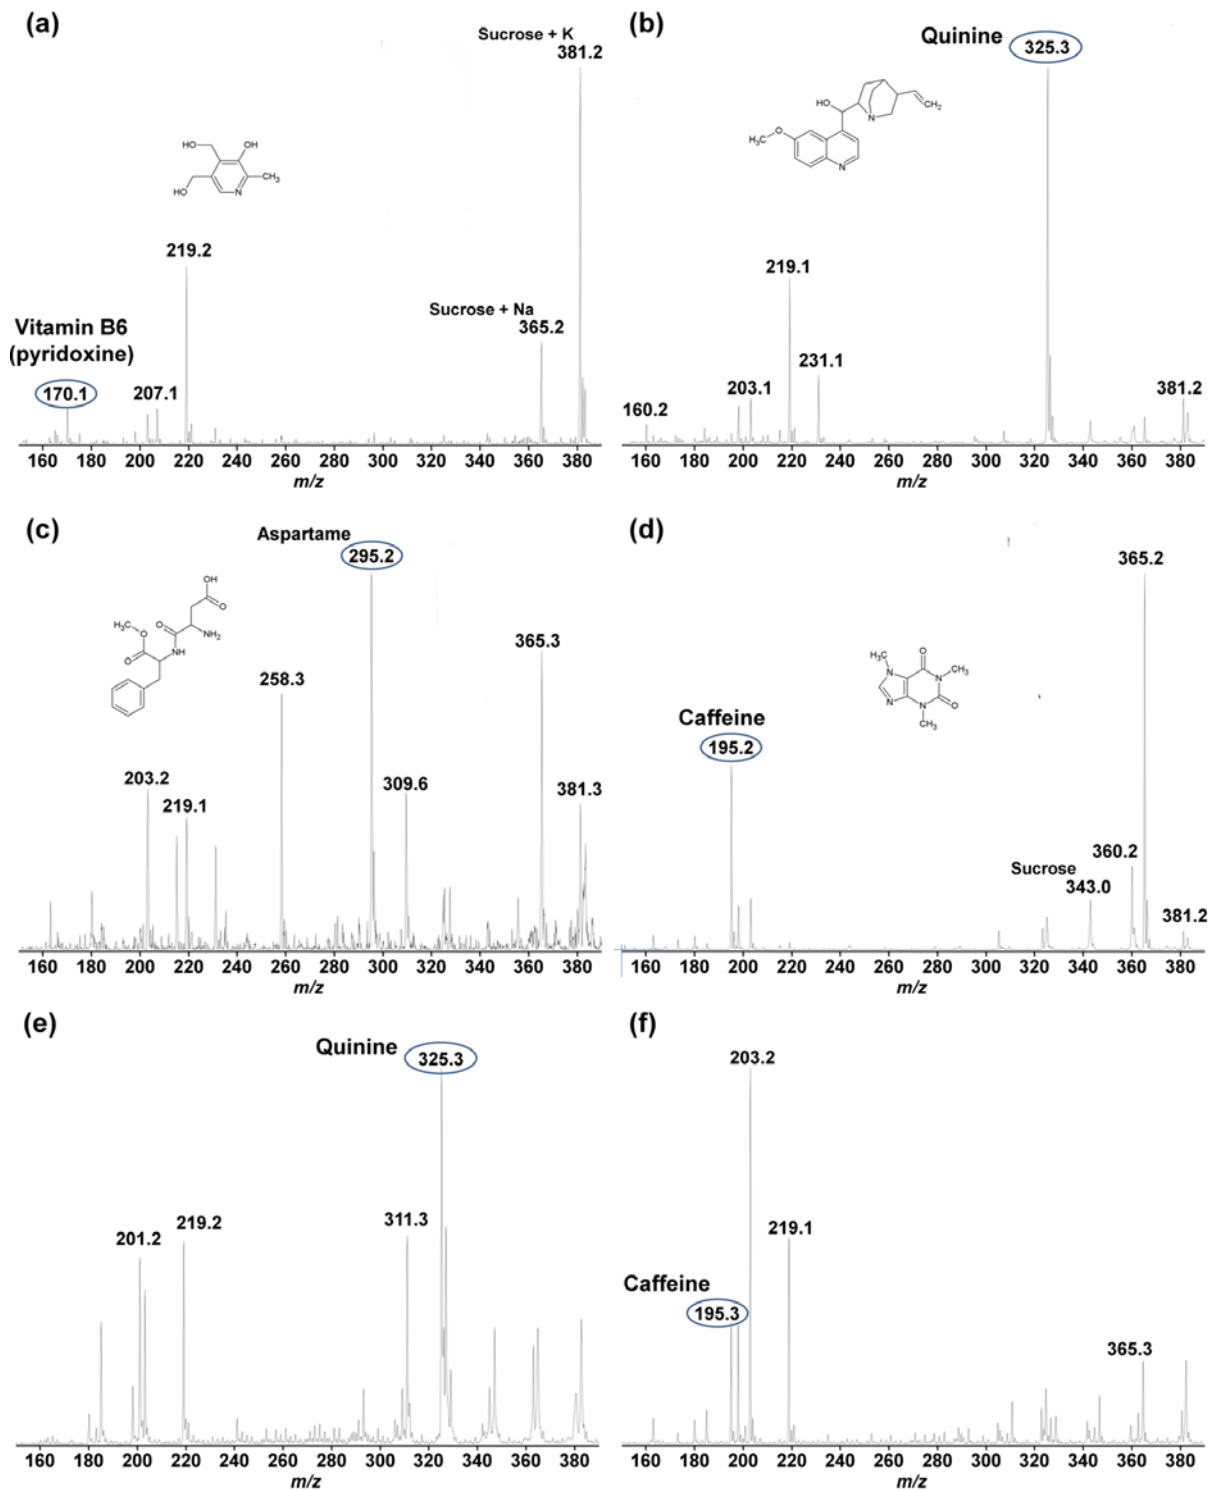 (a)
Sucrose + K
381.2
HO
OH
HO
N
CH3
219.2
Sucrose + Na
365.2
Vitamin B6
(pyridoxine)
170.1
207.1
160 180 200 220 240 260 280 300 320 340 360 380
m/z
(b)
Quinine
325.3
HO
N
CH2
H3C
O
N
219.1
231.1
203.1
160.2
381.2
160 180 200 220 240 260 280 300 320 340 360 380
m/z
(c)
Aspartame
295.2
OH
O
H3C
O
O
NH2
O
NH
365.3
258.3
203.2
219.1
309.6
381.3
160 180 200 220 240 260 280 300 320 340 360 380
m/z
(d)
365.2
H3C
O
N
N
CH3
N
N
O
CH3
Caffeine
195.2
360.2
Sucrose
343.0
381.2
160 180 200 220 240 260 280 300 320 340 360 380
m/z
(e)
Quinine
325.3
201.2
219.2
311.3
160 180 200 220 240 260 280 300 320 340 360 380
m/z
(f)
203.2
219.1
Caffeine
195.3
365.3
160 180 200 220 240 260 280 300 320 340 360 380
m/z